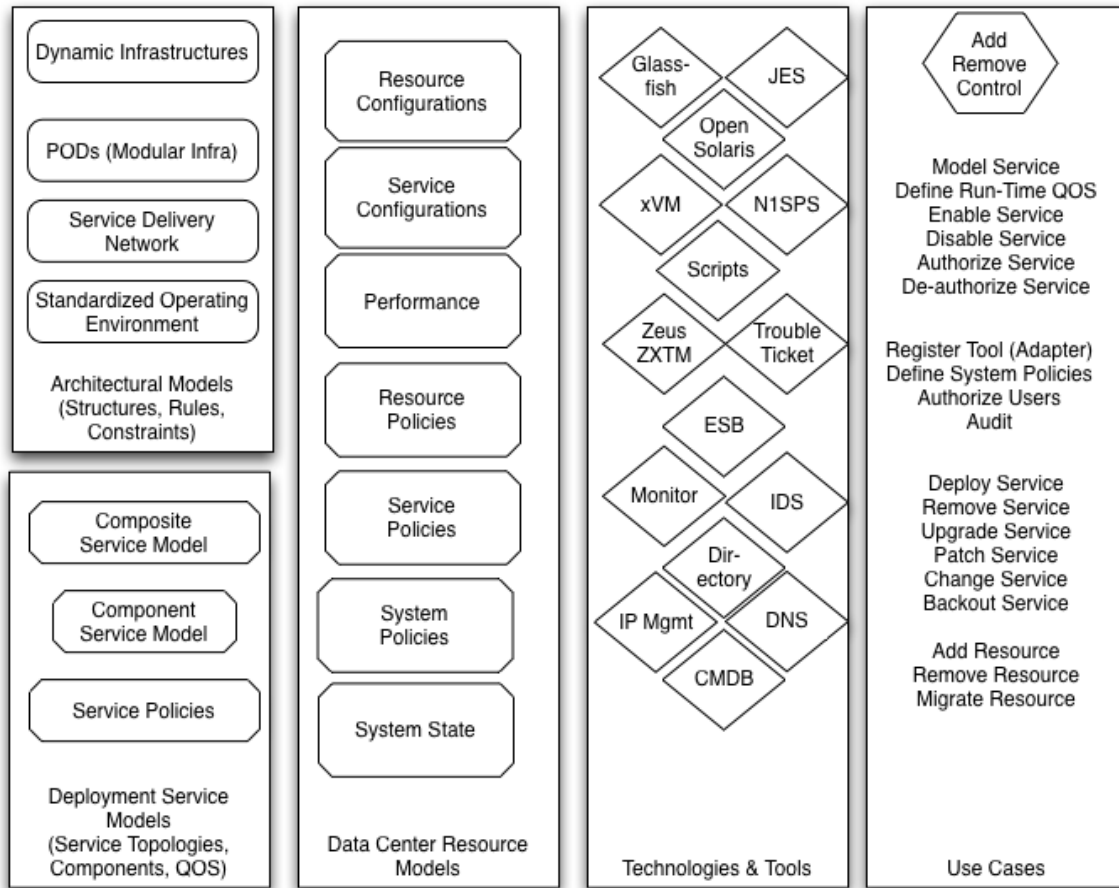 Dynamic Infrastructures
PODs (Modular Infra)
Service Delivery
Network
Standardized Operating
Environment
Architectural Models
(Structures, Rules,
Constraints)
Composite
Service Model
Component
Service Model
Service Policies
Deployment Service
Models
(Service Topologies,
Components, QOS)
Resource
Configurations
Service
Configurations
Performance
Resource
Policies
Service
Policies
System
Policies
System State
Data Center Resource
Models
Glass-
fish
JES
Open
Solaris
xVM
N1SPS
Scripts
Zeus
ZXTM
Trouble
Ticket
ESB
Monitor
IDS
Dir-
ectory
IP Mgmt
DNS
CMDB
Technologies & Tools
Add
Remove
Control
Model Service
Define Run-Time QOS
Enable Service
Disable Service
Authorize Service
De-authorize Service
Register Tool (Adapter)
Define System Policies
Authorize Users
Audit
Deploy Service
Remove Service
Upgrade Service
Patch Service
Change Service
Backout Service
Add Resource
Remove Resource
Migrate Resource
Use Cases